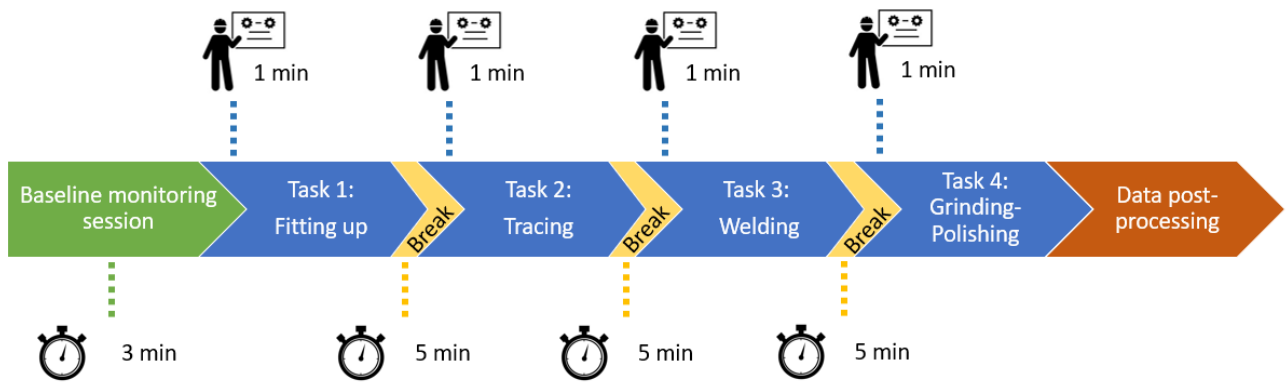 1 min
1 min
1 min
1 min
Baseline monitoring
session
Task 1:
Fitting up
Break
Task 2:
Tracing
Break
Task 3:
Welding
Break
Task 4:
Grinding-
Polishing
Data post-
processing
3 min
5 min
5 min
5 min